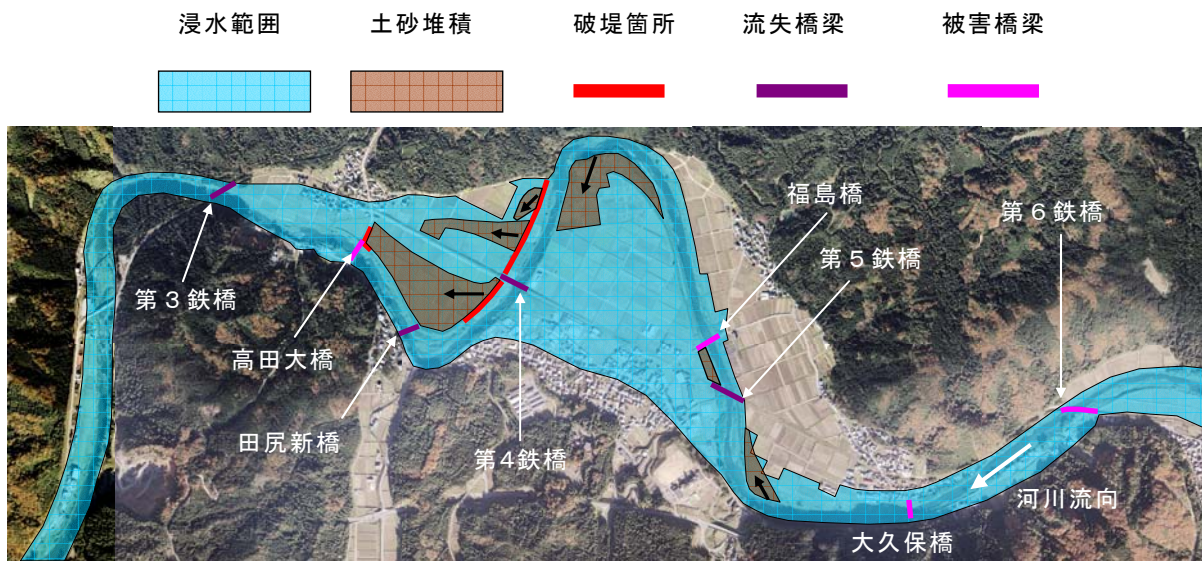 浸水範囲 土砂堆積 破堤箇所 流失橋梁 被害橋梁
福島橋
第６鉄橋
第５鉄橋
第３鉄橋
高田大橋
田尻新橋
第4鉄橋
河川流向
大久保橋